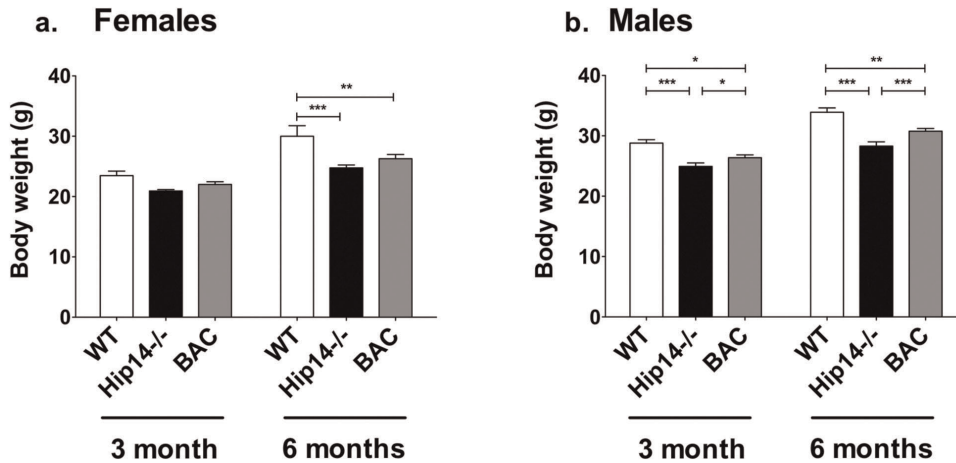 a. Females
Body weight (g)
40
30
20
10
0
**
***
WT
Hip14-/-
BAC
WT
Hip14-/-
BAC
3 month
6 months
b. Males
Body weight (g)
40
30
20
10
0
*
*** *
**
*** ***
WT
Hip14-/-
BAC
WT
Hip14-/-
BAC
3 month
6 months